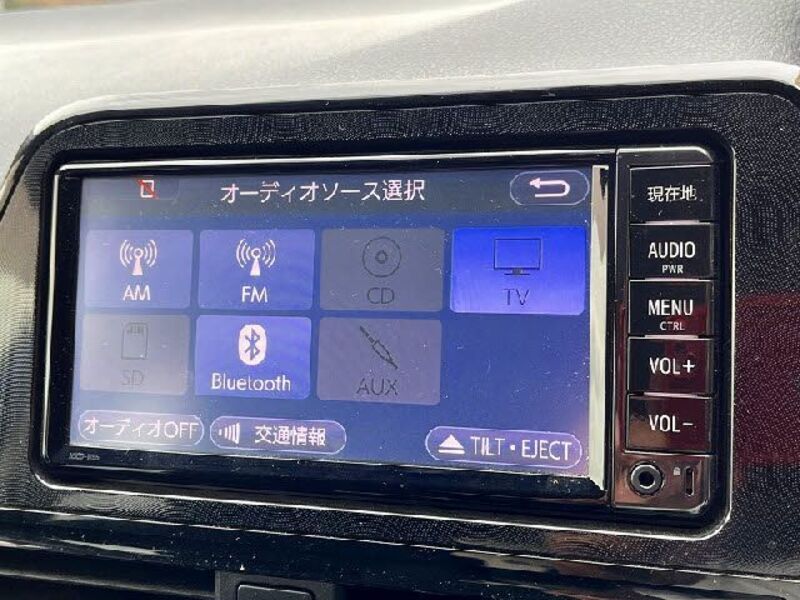 オーディオソース選択
現在地
AM
FM
CD
TV
AUDIO
PWR
MENU
CTRL
SD
Bluetooth
AUX
VOL+
オーディオOFF
交通情報
TILT・EJECT
VOL-